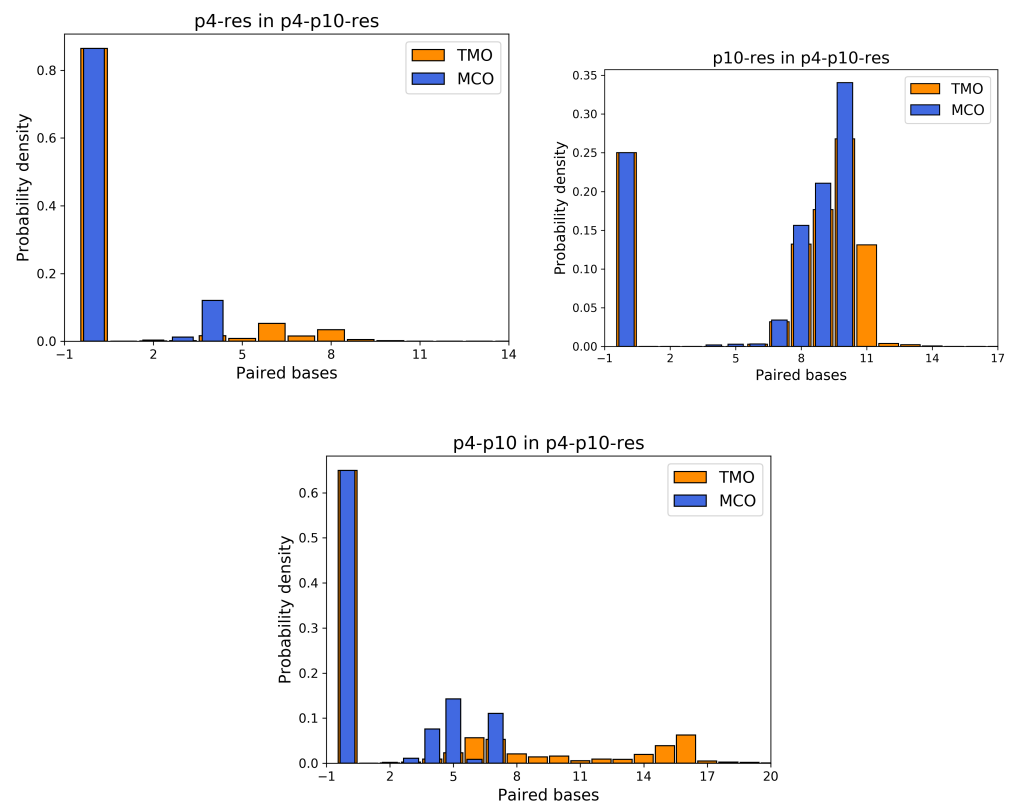 p4-res in p4-p10-res
TMO
MCO
Probability density
0.8
0.6
0.4
0.2
0.0
−1 2 5 8 11 14
Paired bases
p10-res in p4-p10-res
TMO
MCO
Probability density
0.35
0.30
0.25
0.20
0.15
0.10
0.05
0.00
−1 2 5 8 11 14 17
Paired bases
p4-p10 in p4-p10-res
TMO
MCO
Probability density
0.6
0.5
0.4
0.3
0.2
0.1
0.0
−1 2 5 8 11 14 17 20
Paired bases